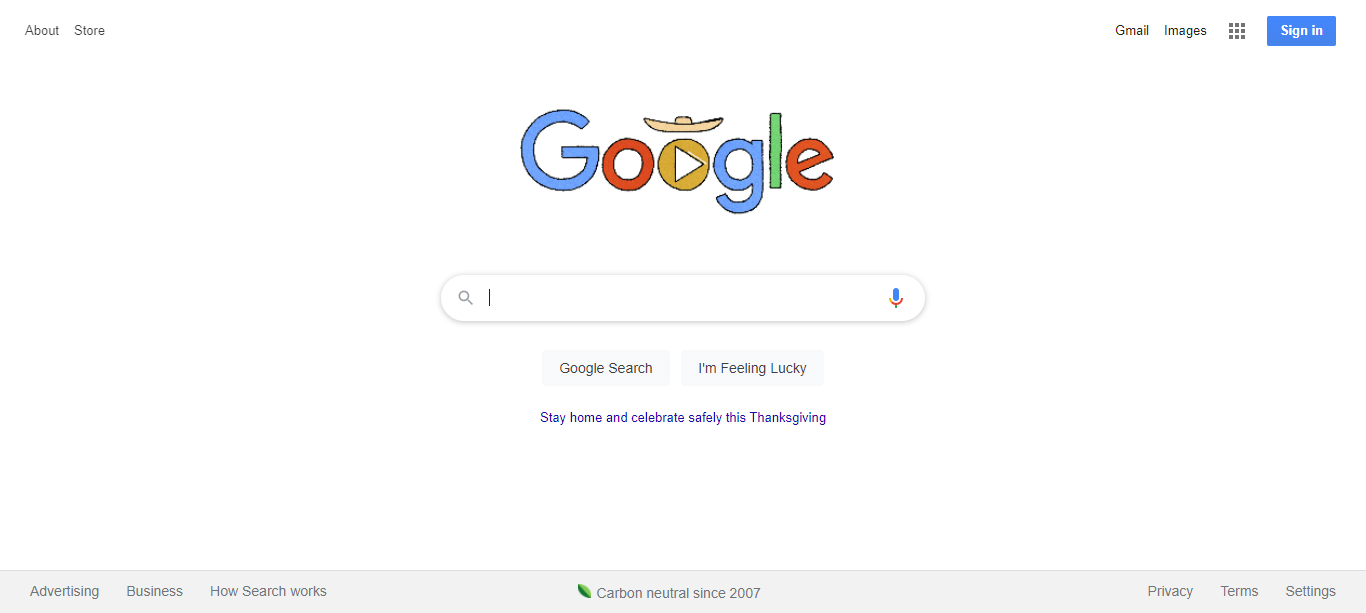 About Store
Gmail Images Sign in
Google
Google Search I'm Feeling Lucky
Stay home and celebrate safely this Thanksgiving
Advertising Business How Search works
Carbon neutral since 2007
Privacy Terms Settings